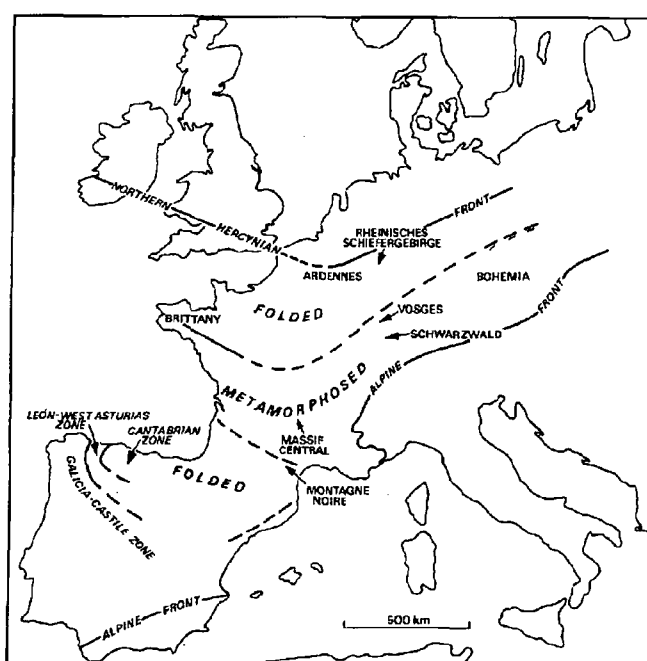 NORTHERN HERCYNIAN FRONT
RHEINISCHES
SCHIEFERGEBIRGE
ARDENNES
BOHEMIA
FOLDED
VOSGES
BRITTANY
SCHWARZWALD
ALPINE FRONT
METAMORPHOSED
LEÓN-WEST ASTURIAS
ZONE
CANTABRIAN
ZONE
MASSIF
CENTRAL
FOLDED
MONTAGNE
NOIRE
GALICIA-CASTILE ZONE
ALPINE FRONT
500 km